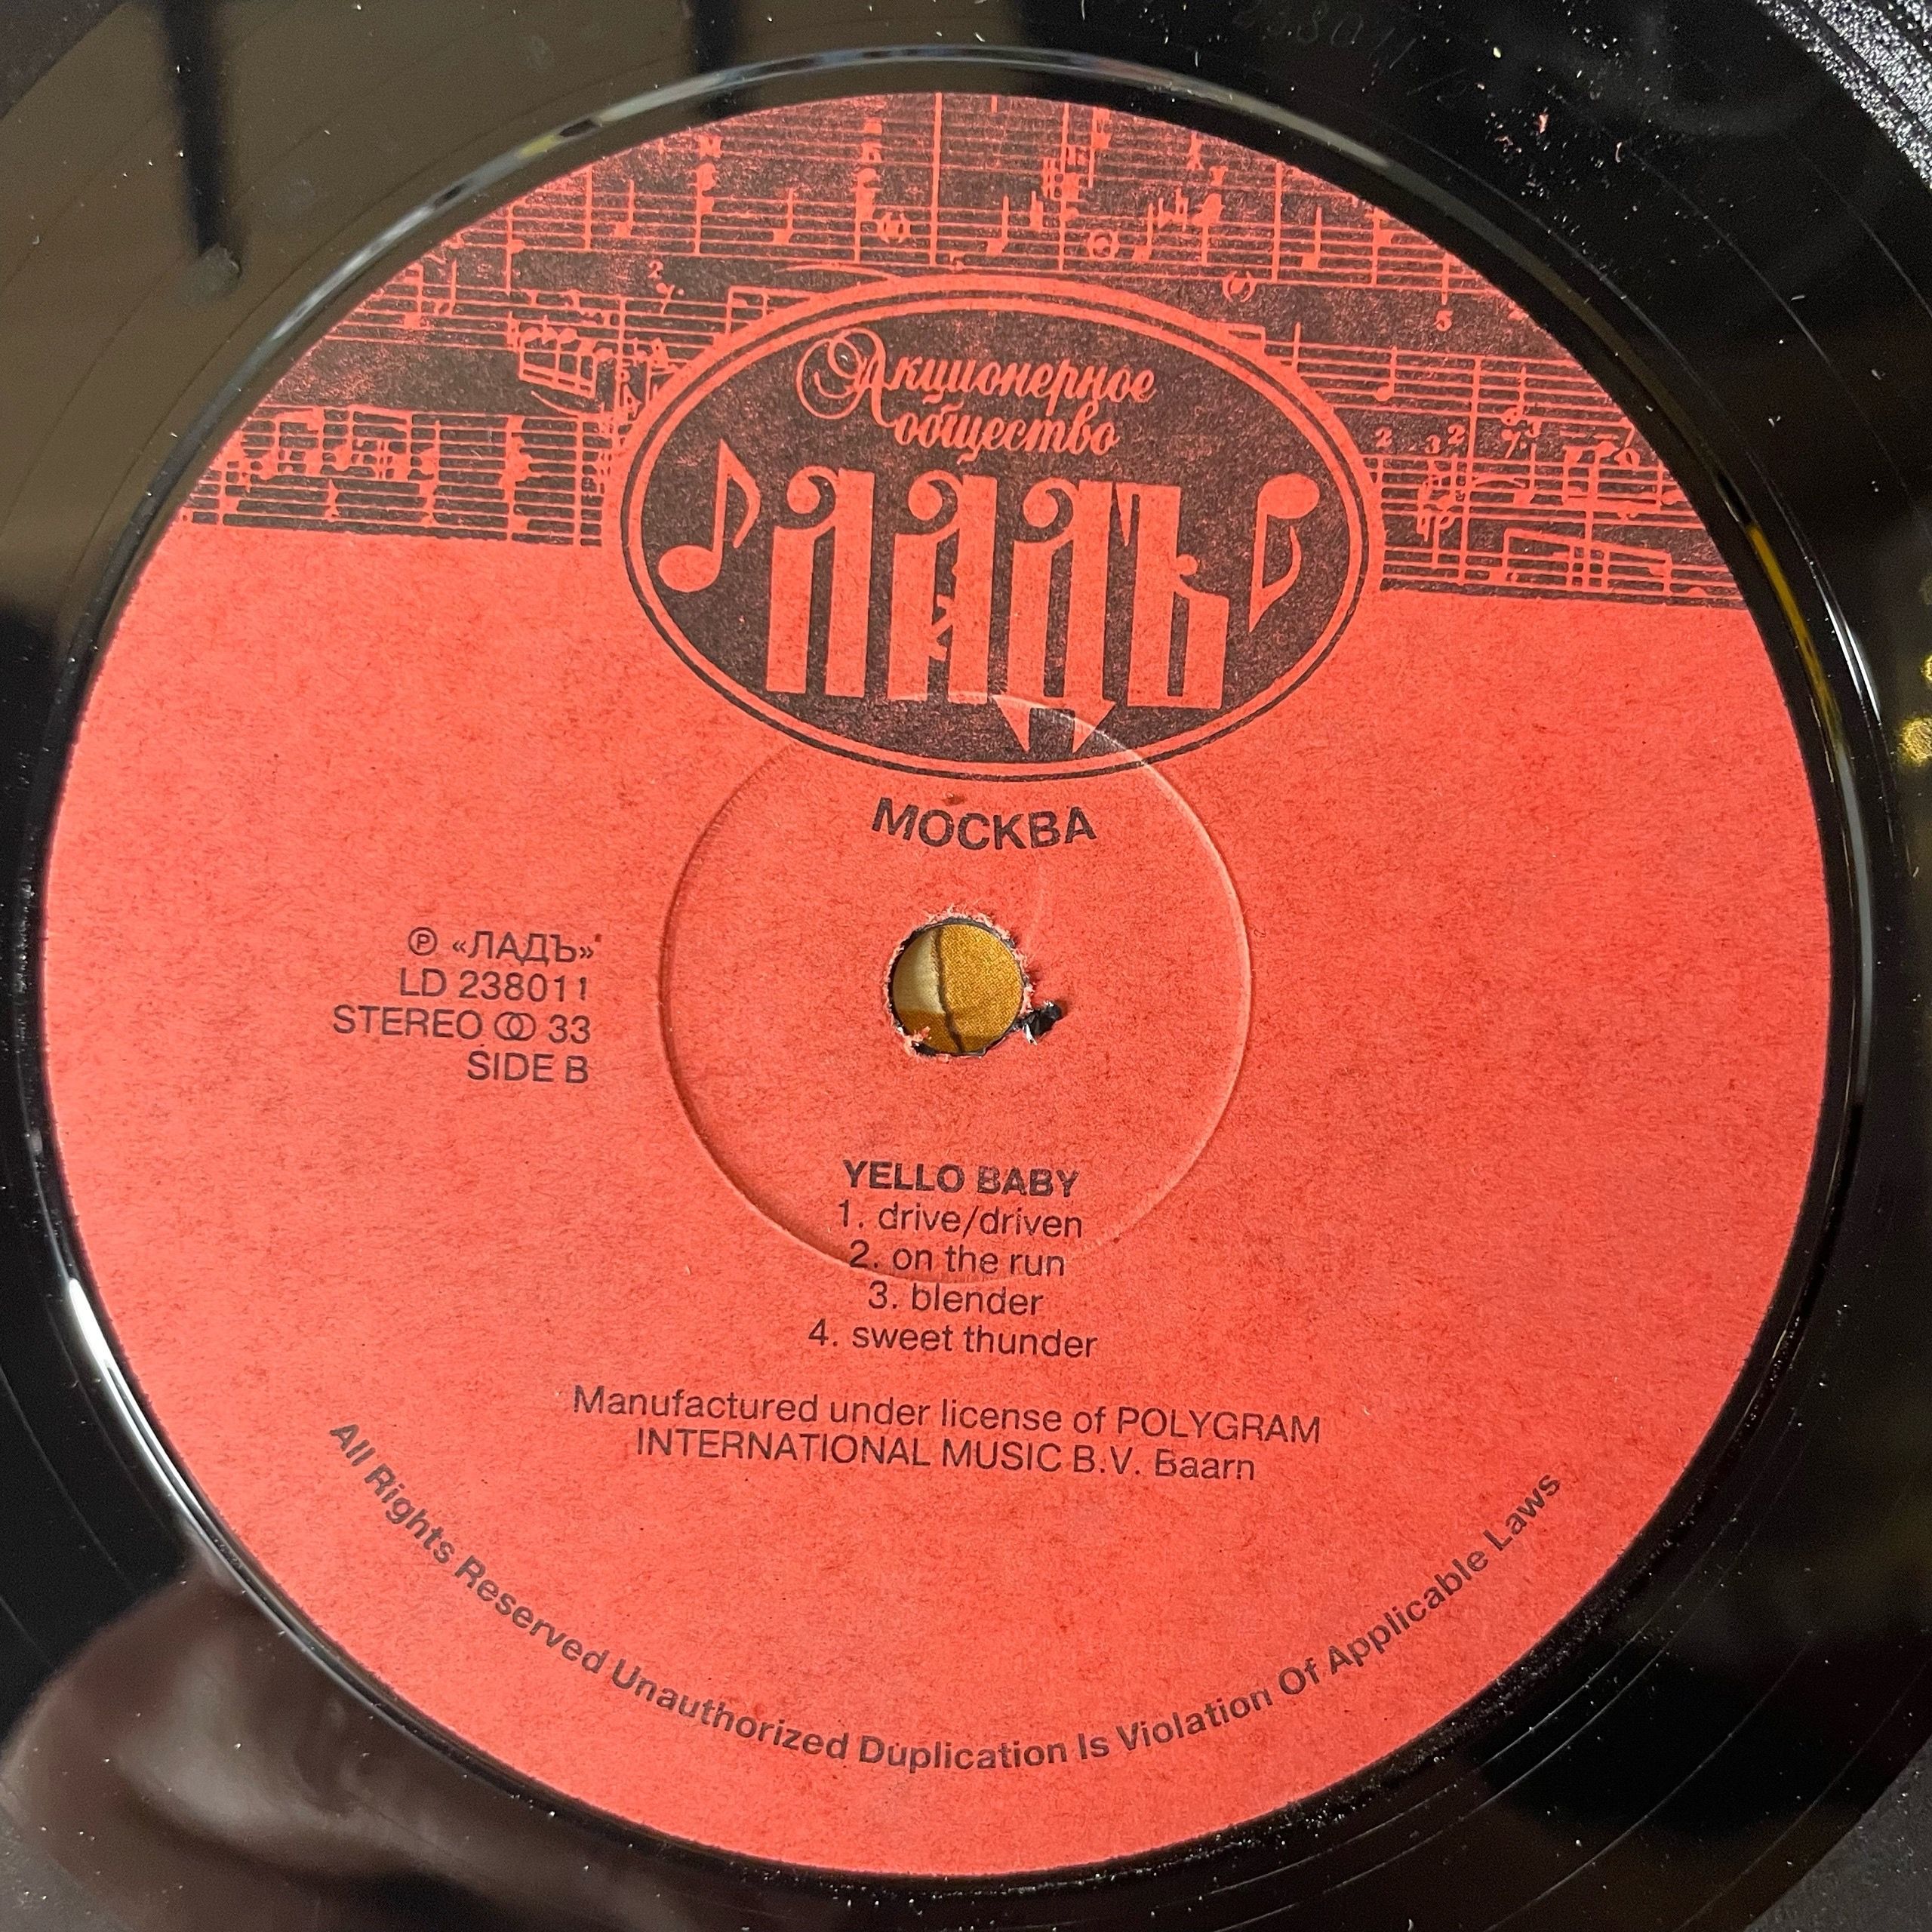 Акционерное
общество
ЛАДЪ
МОСКВА
℗ «ЛАДЪ»
LD 238011
STEREO 33
SIDE B
YELLO BABY
1. drive/driven
2. on the run
3. blender
4. sweet thunder
Manufactured under license of POLYGRAM
INTERNATIONAL MUSIC B.V. Baarn
All Rights Reserved Unauthorized Duplication Is Violation Of Applicable Laws